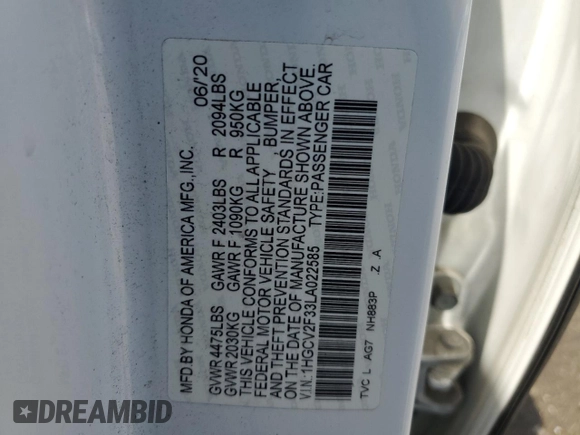 MFD BY HONDA OF AMERICA MFG., INC. 06/'20
GVWR 4475LBS GAWR F 2403LBS R 2094LBS
GVWR 2030KG GAWR F 1090KG R 950KG
THIS VEHICLE CONFORMS TO ALL APPLICABLE
FEDERAL MOTOR VEHICLE SAFETY , BUMPER,
AND THEFT PREVENTION STANDARDS IN EFFECT
ON THE DATE OF MANUFACTURE SHOWN ABOVE.
V.I.N.: 1HGCV2F33LA022585 TYPE:PASSENGER CAR
TVC L AG7 NH883P .Z .A
DREAMBID